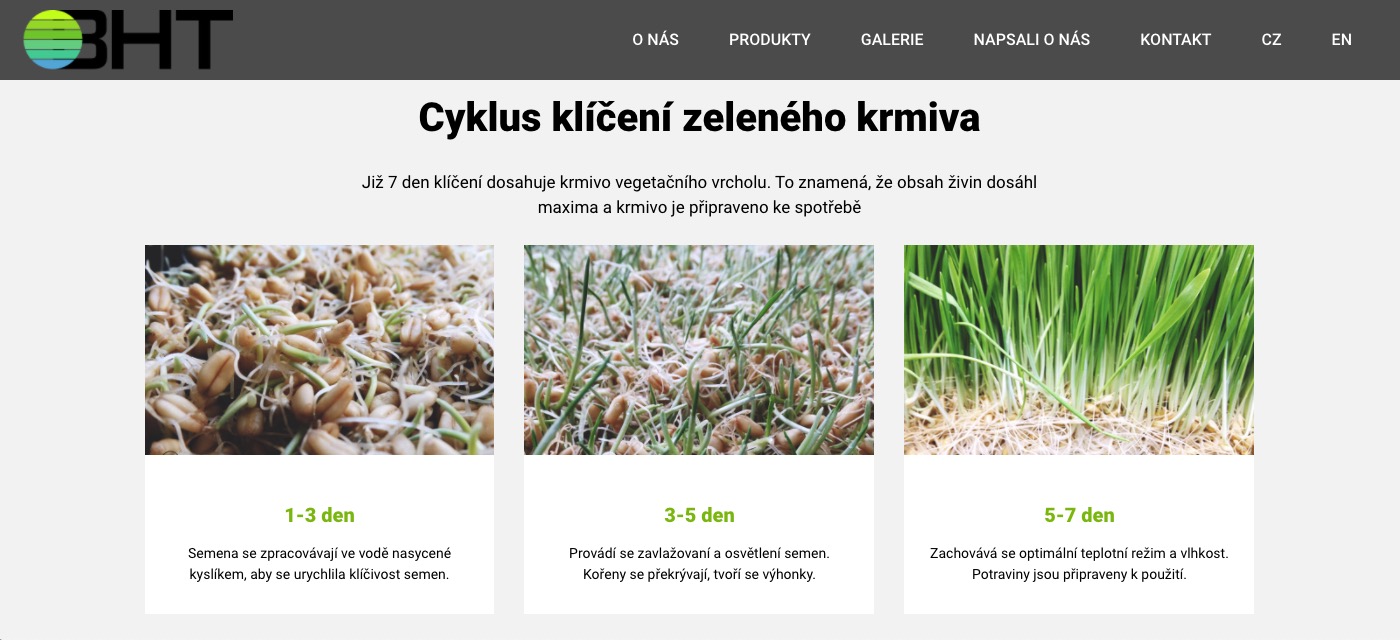 BHT
O NÁS
PRODUKTY
GALERIE
NAPSALI O NÁS
KONTAKT
CZ
EN
Cyklus klíčení zeleného krmiva
Již 7 den klíčení dosahuje krmivo vegetačního vrcholu. To znamená, že obsah živin dosáhl
maxima a krmivo je připraveno ke spotřebě
1-3 den
Semena se zpracovávají ve vodě nasycené
kyslíkem, aby se urychlila klíčivost semen.
3-5 den
Provádí se zavlažovaní a osvětlení semen.
Kořeny se překrývají, tvoří se výhonky.
5-7 den
Zachovává se optimální teplotní režim a vlhkost.
Potraviny jsou připraveny k použití.